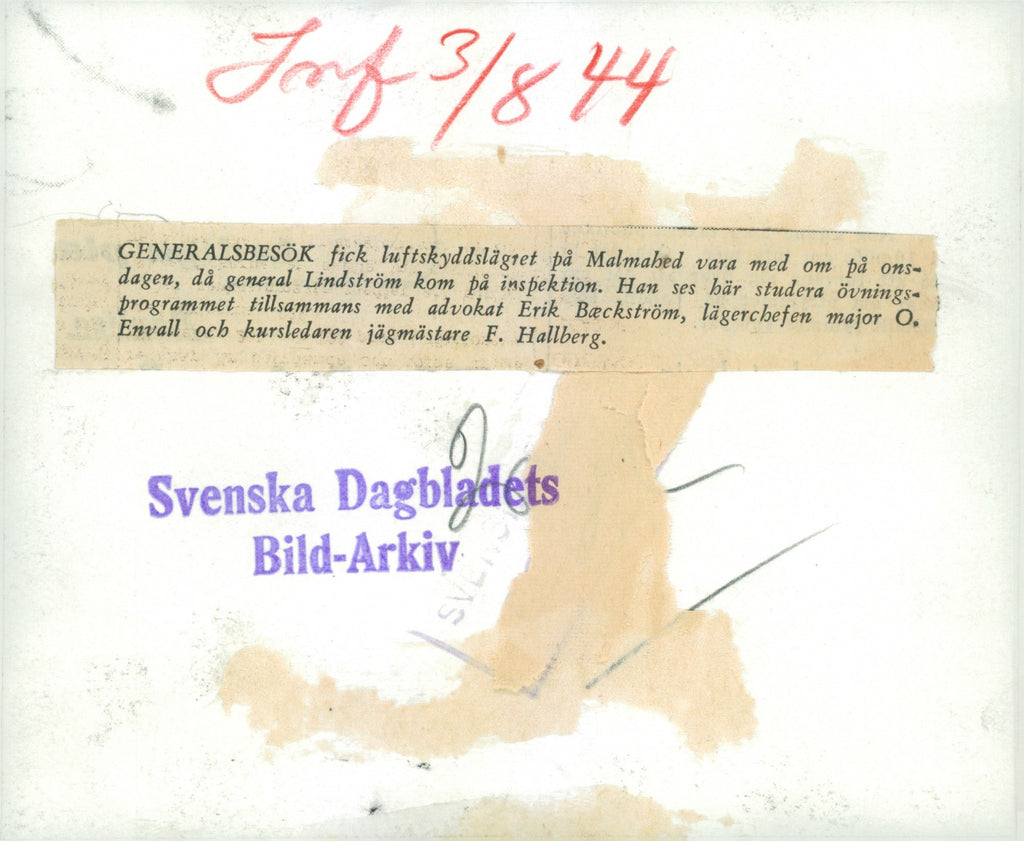 Inf 3/8 44
GENERALSBESÖK fick luftskyddslägret på Malmahed vara med om på ons-
dagen, då general Lindström kom på inspektion. Han ses här studera övnings-
programmet tillsammans med advokat Erik Bæckström, lägerchefen major O.
Envall och kursledaren jägmästare F. Hallberg.
Svenska Dagbladets
Bild-Arkiv